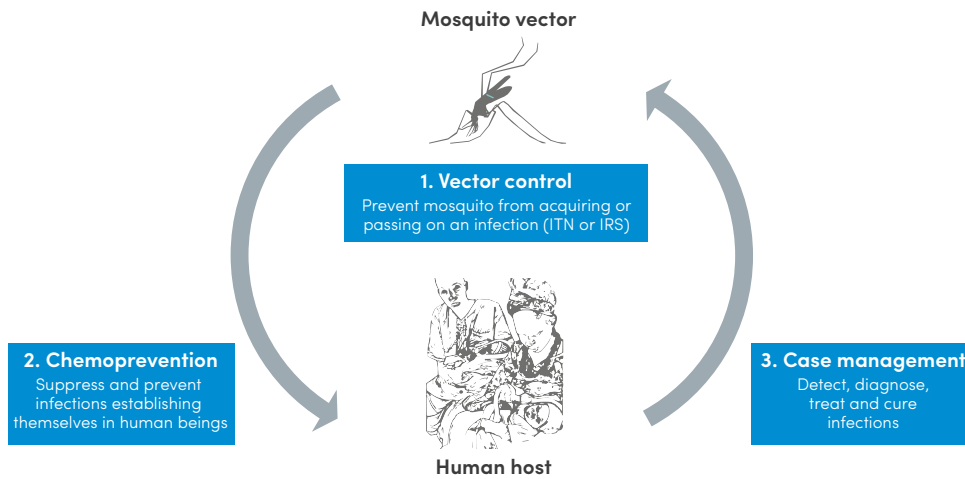 Mosquito vector
1. Vector control
Prevent mosquito from acquiring or
passing on an infection (ITN or IRS)
2. Chemoprevention
Suppress and prevent
infections establishing
themselves in human beings
3. Case management
Detect, diagnose,
treat and cure
infections
Human host